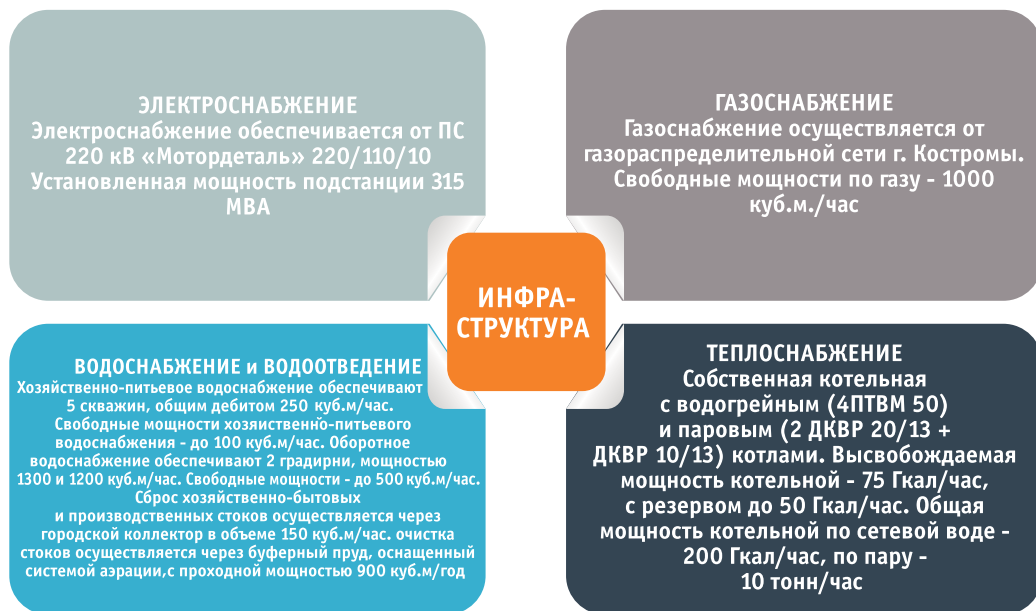 ЭЛЕКТРОСНАБЖЕНИЕ
Электроснабжение обеспечивается от ПС
220 кВ «Мотордеталь» 220/110/10
Установленная мощность подстанции 315
МВА
ГАЗОСНАБЖЕНИЕ
Газоснабжение осуществляется от
газораспределительной сети г. Костромы.
Свободные мощности по газу - 1000
куб.м./час
ИНФРА-
СТРУКТУРА
ВОДОСНАБЖЕНИЕ и ВОДООТВЕДЕНИЕ
Хозяйственно-питьевое водоснабжение обеспечивают
5 скважин, общим дебитом 250 куб.м/час.
Свободные мощности хозяиственно-питьевого
водоснабжения - до 100 куб.м/час. Оборотное
водоснабжение обеспечивают 2 градирни, мощностью
1300 и 1200 куб.м/час. Свободные мощности - до 500 куб.м/час.
Сброс хозяйственно-бытовых
и производственных стоков осуществляется через
городской коллектор в объеме 150 куб.м/час. очистка
стоков осуществляется через буферный пруд, оснащенный
системой аэрации,с проходной мощностью 900 куб.м/год
ТЕПЛОСНАБЖЕНИЕ
Собственная котельная
с водогрейным (4ПТВМ 50)
и паровым (2 ДКВР 20/13 +
ДКВР 10/13) котлами. Высвобождаемая
мощность котельной - 75 Гкал/час,
с резервом до 50 Гкал/час. Общая
мощность котельной по сетевой воде -
200 Гкал/час, по пару -
10 тонн/час